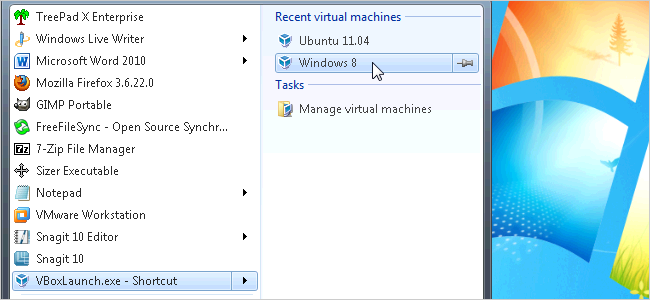 TreePad X Enterprise
Windows Live Writer
Microsoft Word 2010
Mozilla Firefox 3.6.22.0
GIMP Portable
FreeFileSync - Open Source Synchr...
7-Zip File Manager
Sizer Executable
Notepad
VMware Workstation
Snagit 10 Editor
Snagit 10
VBoxLaunch.exe - Shortcut
Recent virtual machines
Ubuntu 11.04
Windows 8
Tasks
Manage virtual machines